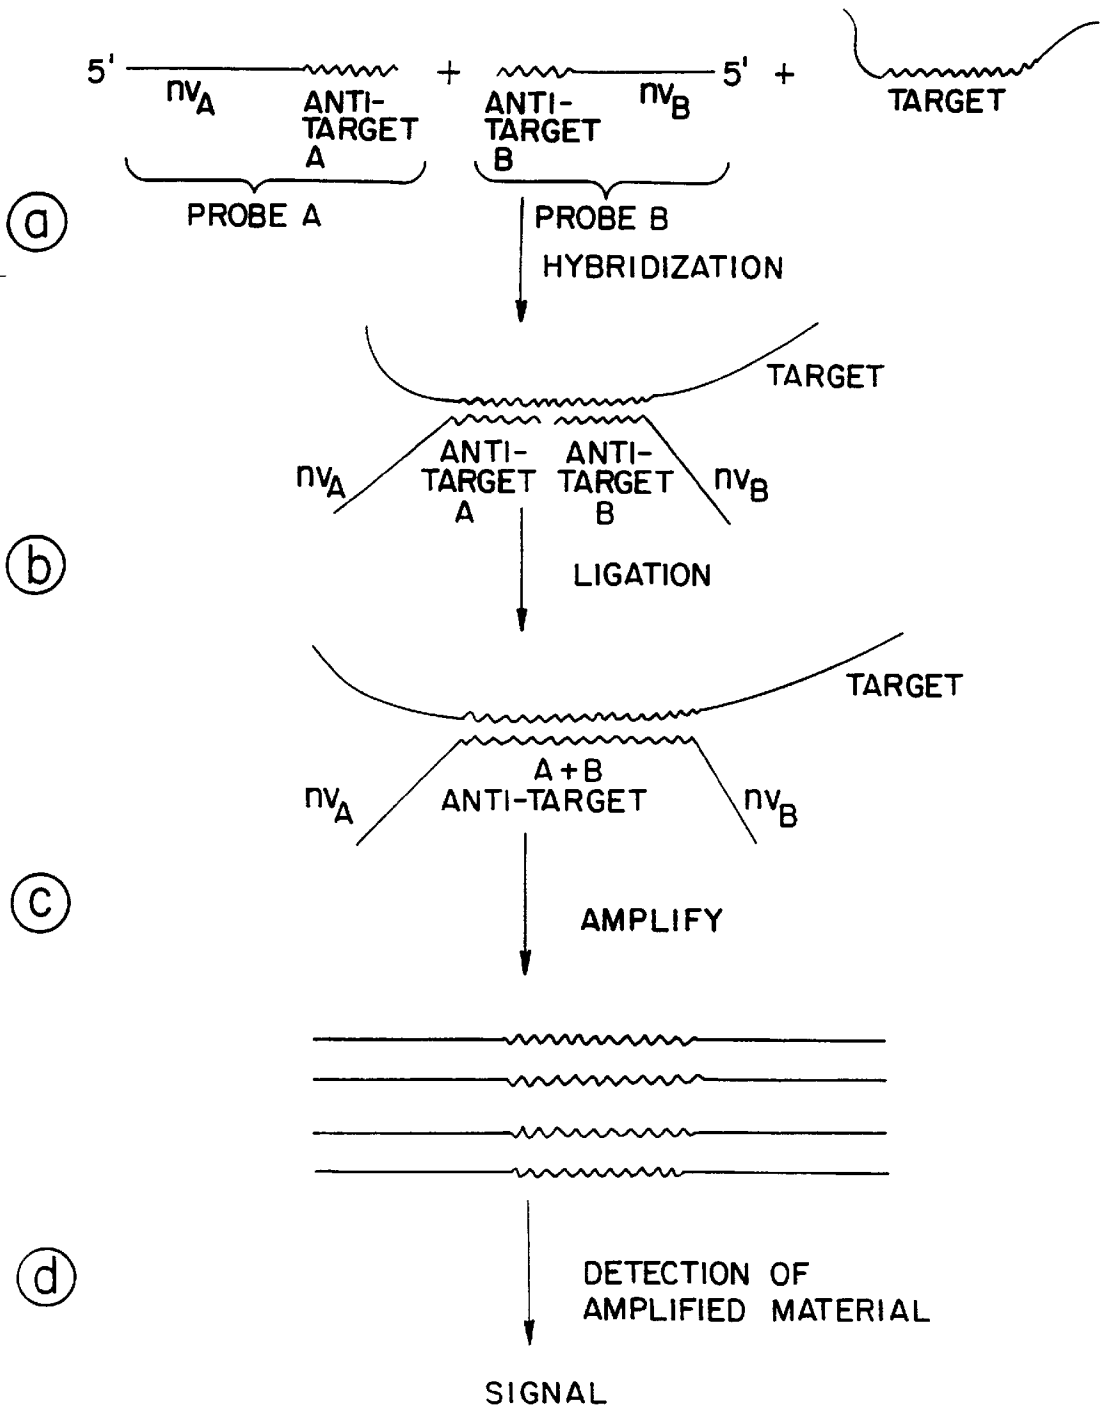 5' + 5' +
nvA ANTI- ANTI- nvB TARGET
TARGET TARGET
A B
PROBE A PROBE B
a
HYBRIDIZATION
TARGET
ANTI- ANTI-
nvA TARGET TARGET nvB
A B
b
LIGATION
TARGET
A+B
nvA ANTI-TARGET nvB
c
AMPLIFY
d
DETECTION OF
AMPLIFIED MATERIAL
SIGNAL